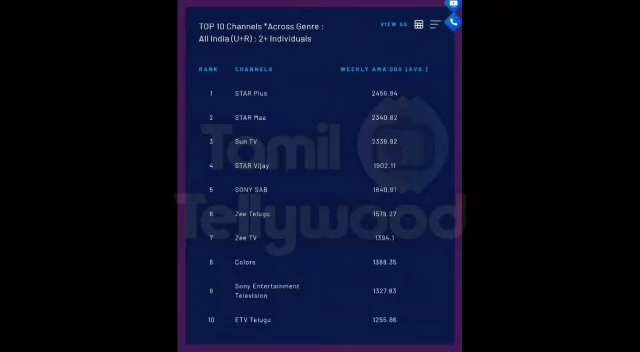 TOP 10 Channels *Across Genre :
All India (U+R) : 2+ Individuals
VIEW AS
RANK CHANNELS WEEKLY AMA'000 (AVG.)
1 STAR Plus 2456.94
2 STAR Maa 2340.82
3 Sun TV 2339.92
4 STAR Vijay 1902.11
5 SONY SAB 1640.91
6 Zee Telugu 1576.27
7 Zee TV 1394.1
8 Colors 1388.35
9 Sony Entertainment
Television 1327.83
10 ETV Telugu 1255.86
Tamil
Tellywood